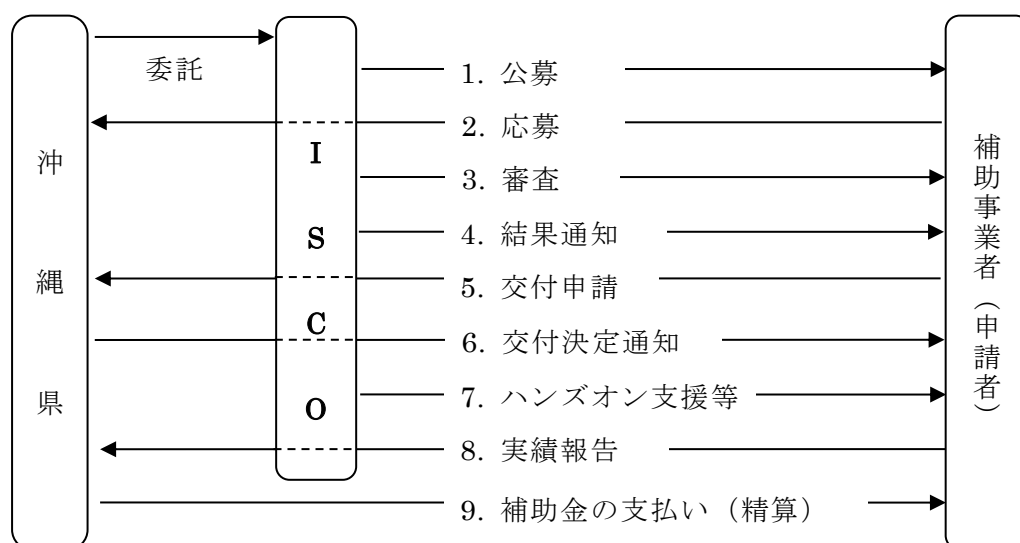 沖縄県
委託
ISCO
1. 公募
2. 応募
3. 審査
4. 結果通知
5. 交付申請
6. 交付決定通知
7. ハンズオン支援等
8. 実績報告
9. 補助金の支払い（精算）
補助事業者（申請者）